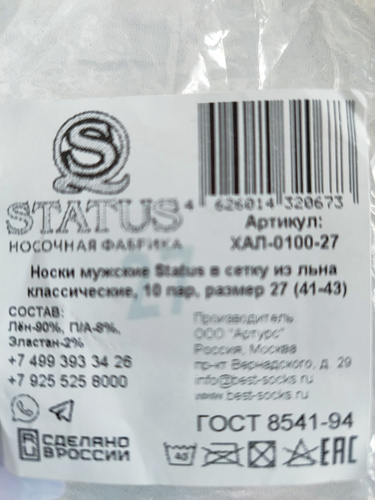 S
STATUS
НОСОЧНАЯ ФАБРИКА
4 626014 320673
Артикул:
ХАЛ-0100-27
27
Носки мужские Status в сетку из льна
классические, 10 пар, размер 27 (41-43)
СОСТАВ:
Лён-90%, П/А-8%,
Эластан-2%
+7 499 393 34 26
+7 925 525 8000
Производитель
ООО "Артурс"
Россия, Москва
пр-кт Вернадского, д. 29
info@best-socks.ru
www.best-socks.ru
ГОСТ 8541-94
СДЕЛАНО
В РОССИИ
40
EAC